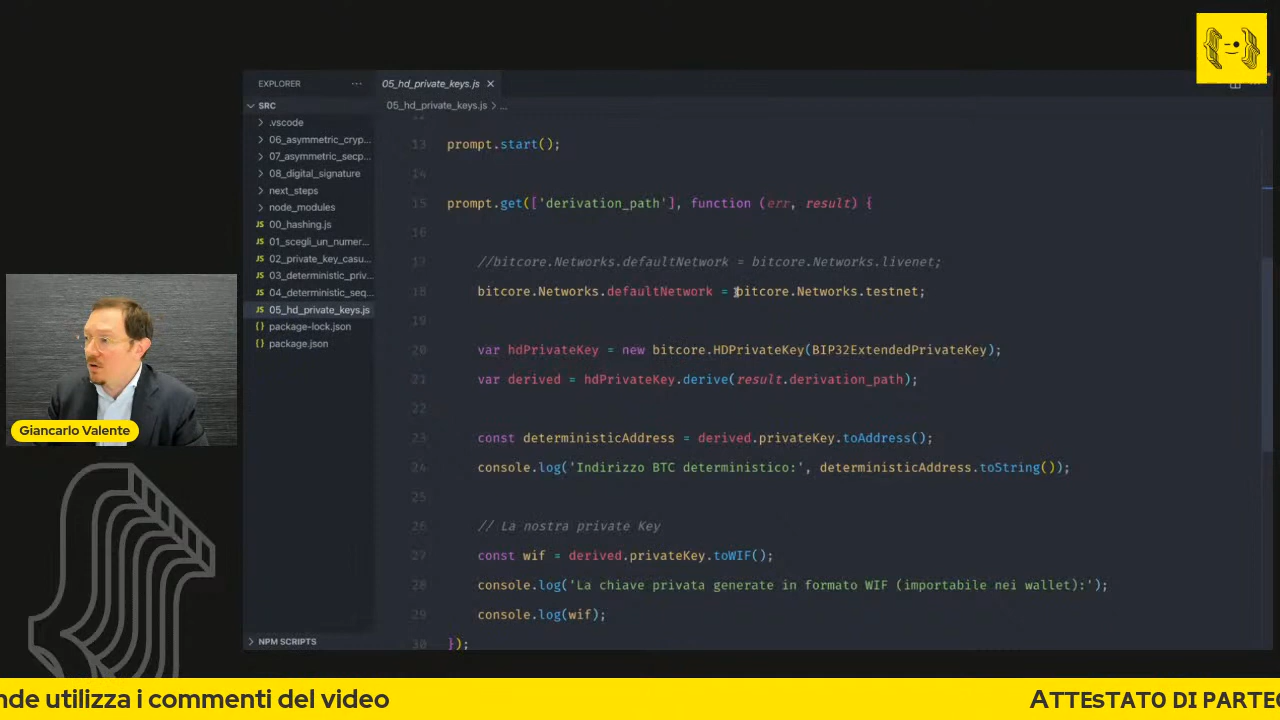 EXPLORER ···
05_hd_private_keys.js
SRC
05_hd_private_keys.js > ...
.vscode
06_asymmetric_cryp...
07_asymmetric_secp...
08_digital_signature
next_steps
node_modules
00_hashing.js
01_scegli_un_numer...
02_private_key_casu...
03_deterministic_priv...
04_deterministic_seq...
05_hd_private_keys.js
package-lock.json
package.json
NPM SCRIPTS
13 prompt.start();
14
15 prompt.get(['derivation_path'], function (err, result) {
16
17 //bitcore.Networks.defaultNetwork = bitcore.Networks.livenet;
18 bitcore.Networks.defaultNetwork = bitcore.Networks.testnet;
19
20 var hdPrivateKey = new bitcore.HDPrivateKey(BIP32ExtendedPrivateKey);
21 var derived = hdPrivateKey.derive(result.derivation_path);
22
23 const deterministicAddress = derived.privateKey.toAddress();
24 console.log('Indirizzo BTC deterministico:', deterministicAddress.toString());
25
26 // La nostra private Key
27 const wif = derived.privateKey.toWIF();
28 console.log('La chiave privata generate in formato WIF (importabile nei wallet):');
29 console.log(wif);
30 });
Giancarlo Valente
nde utilizza i commenti del video
ATTESTATO DI PARTEC